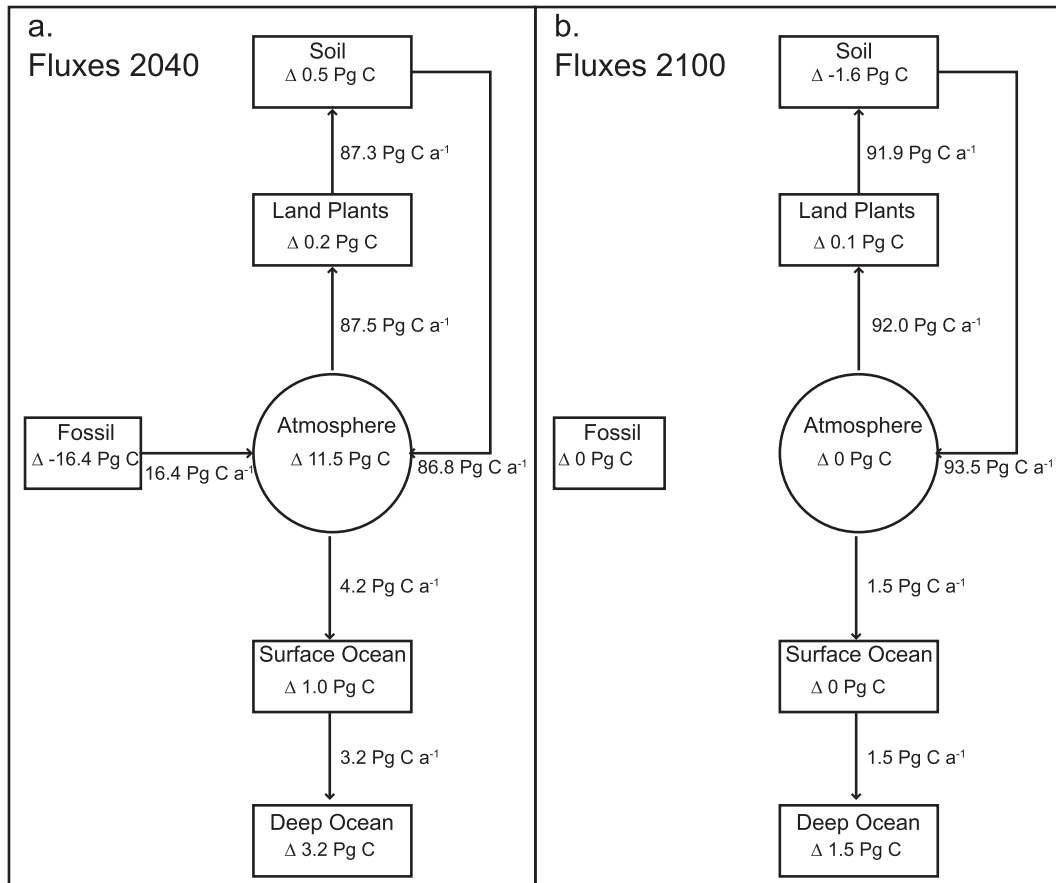 a.
Fluxes 2040
Soil
Δ 0.5 Pg C
87.3 Pg C a⁻¹
Land Plants
Δ 0.2 Pg C
87.5 Pg C a⁻¹
Fossil
Δ -16.4 Pg C
16.4 Pg C a⁻¹
Atmosphere
Δ 11.5 Pg C
86.8 Pg C a⁻¹
4.2 Pg C a⁻¹
Surface Ocean
Δ 1.0 Pg C
3.2 Pg C a⁻¹
Deep Ocean
Δ 3.2 Pg C
b.
Fluxes 2100
Soil
Δ -1.6 Pg C
91.9 Pg C a⁻¹
Land Plants
Δ 0.1 Pg C
92.0 Pg C a⁻¹
Fossil
Δ 0 Pg C
Atmosphere
Δ 0 Pg C
93.5 Pg C a⁻¹
1.5 Pg C a⁻¹
Surface Ocean
Δ 0 Pg C
1.5 Pg C a⁻¹
Deep Ocean
Δ 1.5 Pg C